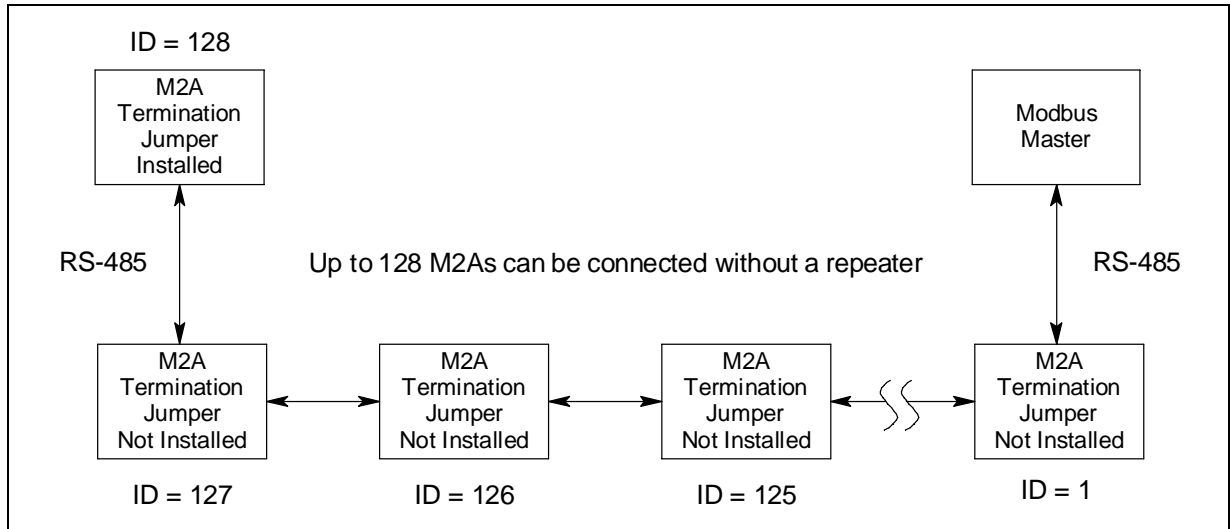 ID = 128
M2A
Termination
Jumper
Installed
Modbus
Master
RS-485
Up to 128 M2As can be connected without a repeater
RS-485
M2A
Termination
Jumper
Not Installed
M2A
Termination
Jumper
Not Installed
M2A
Termination
Jumper
Not Installed
M2A
Termination
Jumper
Not Installed
ID = 127
ID = 126
ID = 125
ID = 1